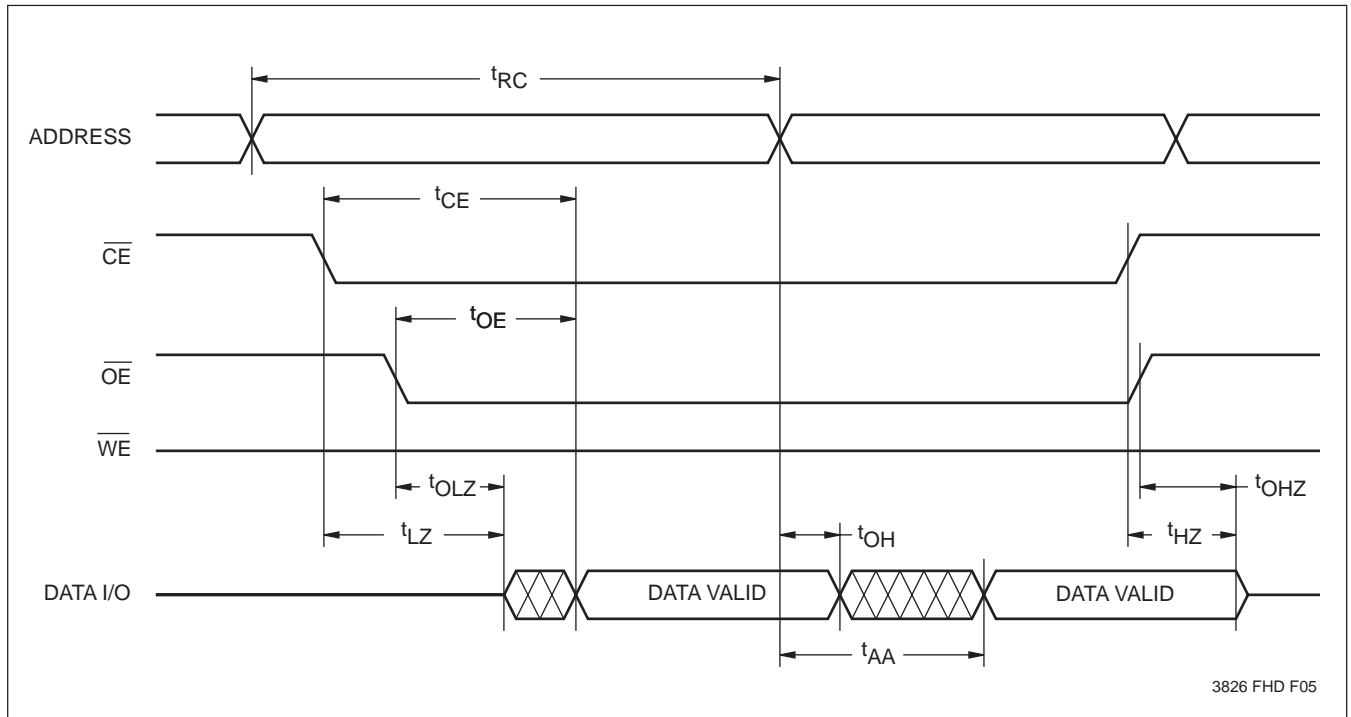 tRC
ADDRESS
tCE
CE
tOE
OE
WE
tOLZ
tOHZ
tLZ
tOH
tHZ
DATA I/O
DATA VALID
DATA VALID
tAA
3826 FHD F05